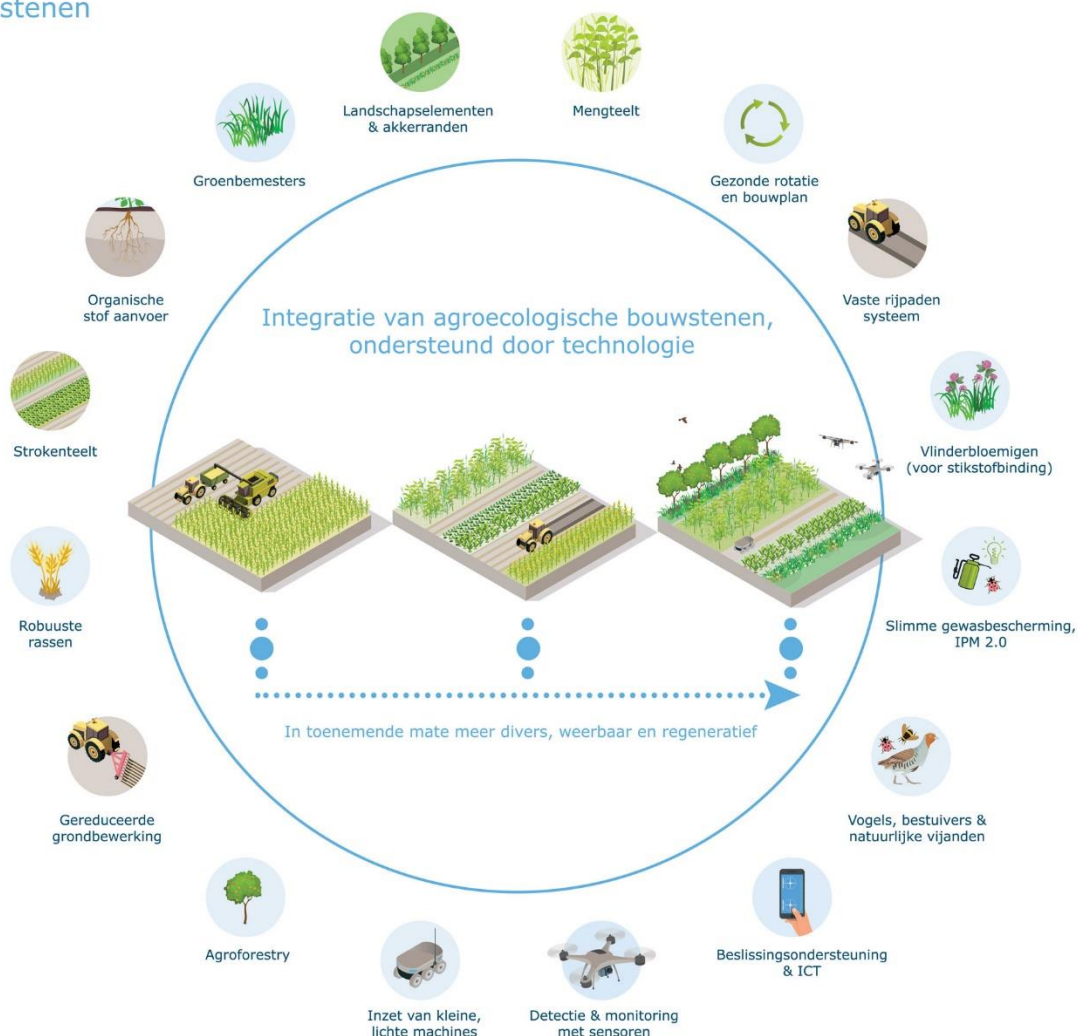 stenen
Landschapselementen
& akkerranden
Mengteelt
Groenbemesters
Gezonde rotatie
en bouwplan
Organische
stof aanvoer
Vaste rijpaden
systeem
Integratie van agroecologische bouwstenen,
ondersteund door technologie
Strokenteelt
Vlinderbloemigen
(voor stikstofbinding)
Robuuste
rassen
Slimme gewasbescherming,
IPM 2.0
In toenemende mate meer divers, weerbaar en regeneratief
Gereduceerde
grondbewerking
Vogels, bestuivers &
natuurlijke vijanden
Agroforestry
Beslissingsondersteuning
& ICT
Inzet van kleine,
lichte machines
Detectie & monitoring
met sensoren